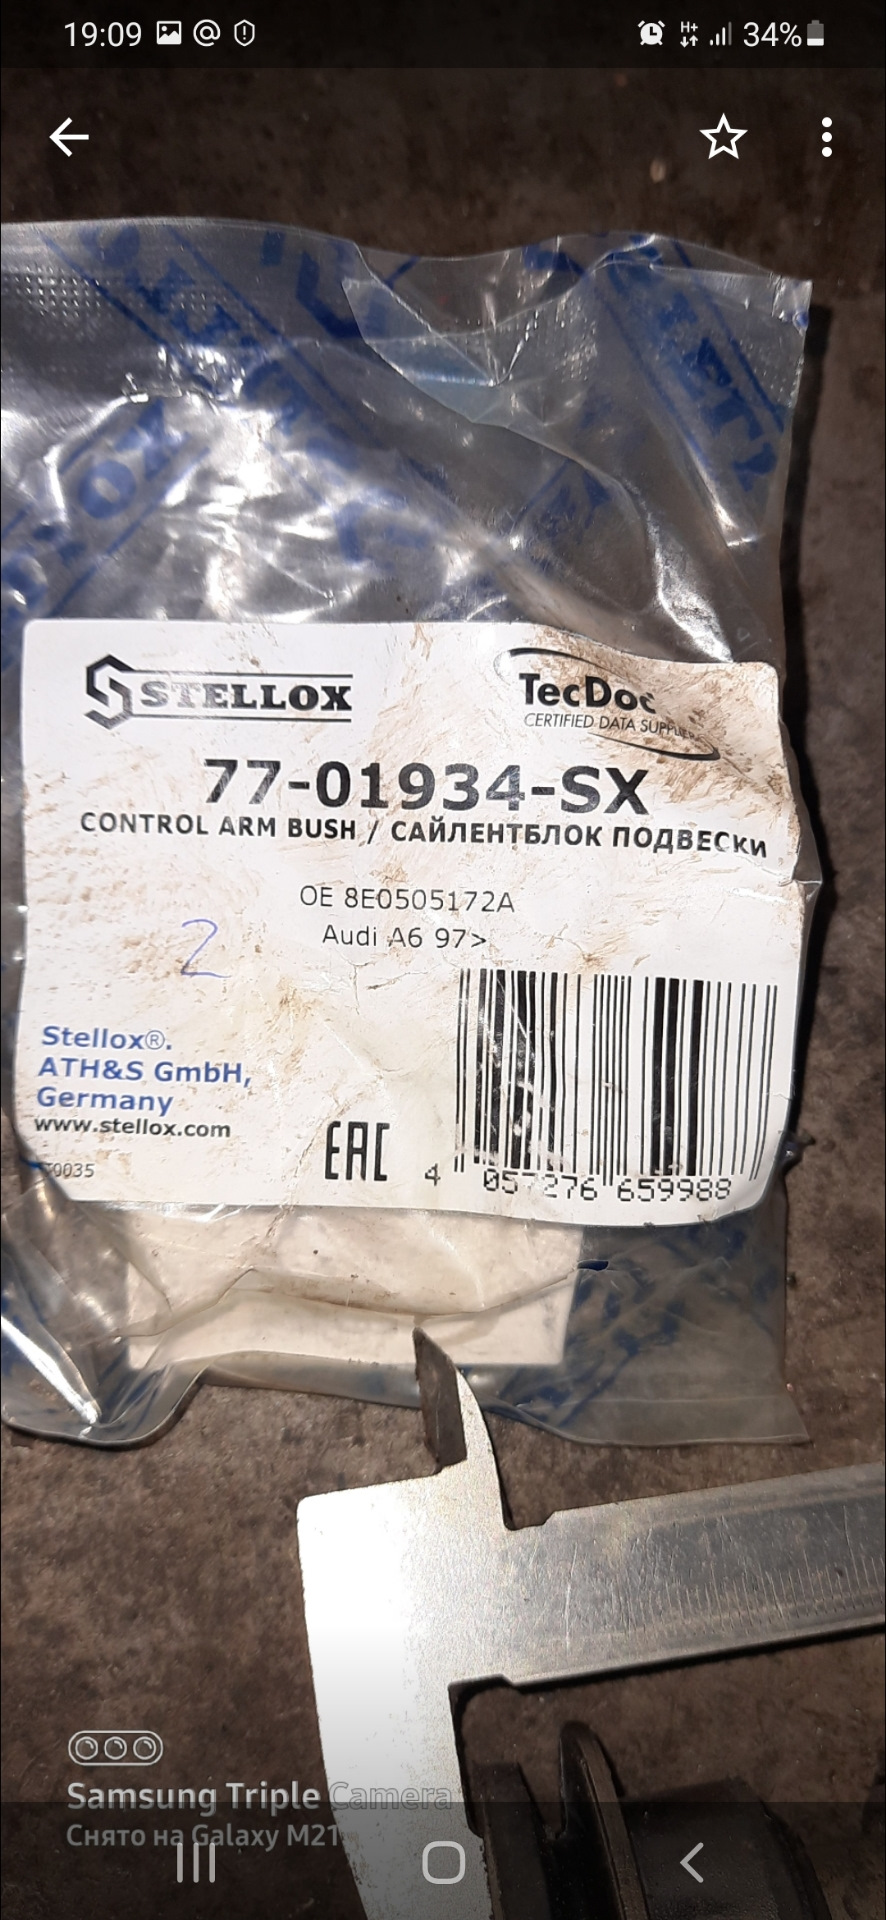 19:09
34%
STELLOX
TecDoc
CERTIFIED DATA SUPPLIER
77-01934-SX
CONTROL ARM BUSH / САЙЛЕНТБЛОК ПОДВЕСКИ
OE 8E0505172A
2
Audi A6 97>
Stellox®.
ATH&S GmbH,
Germany
www.stellox.com
EAC
4 057276 659988
Samsung Triple Camera
Снято на Galaxy M21